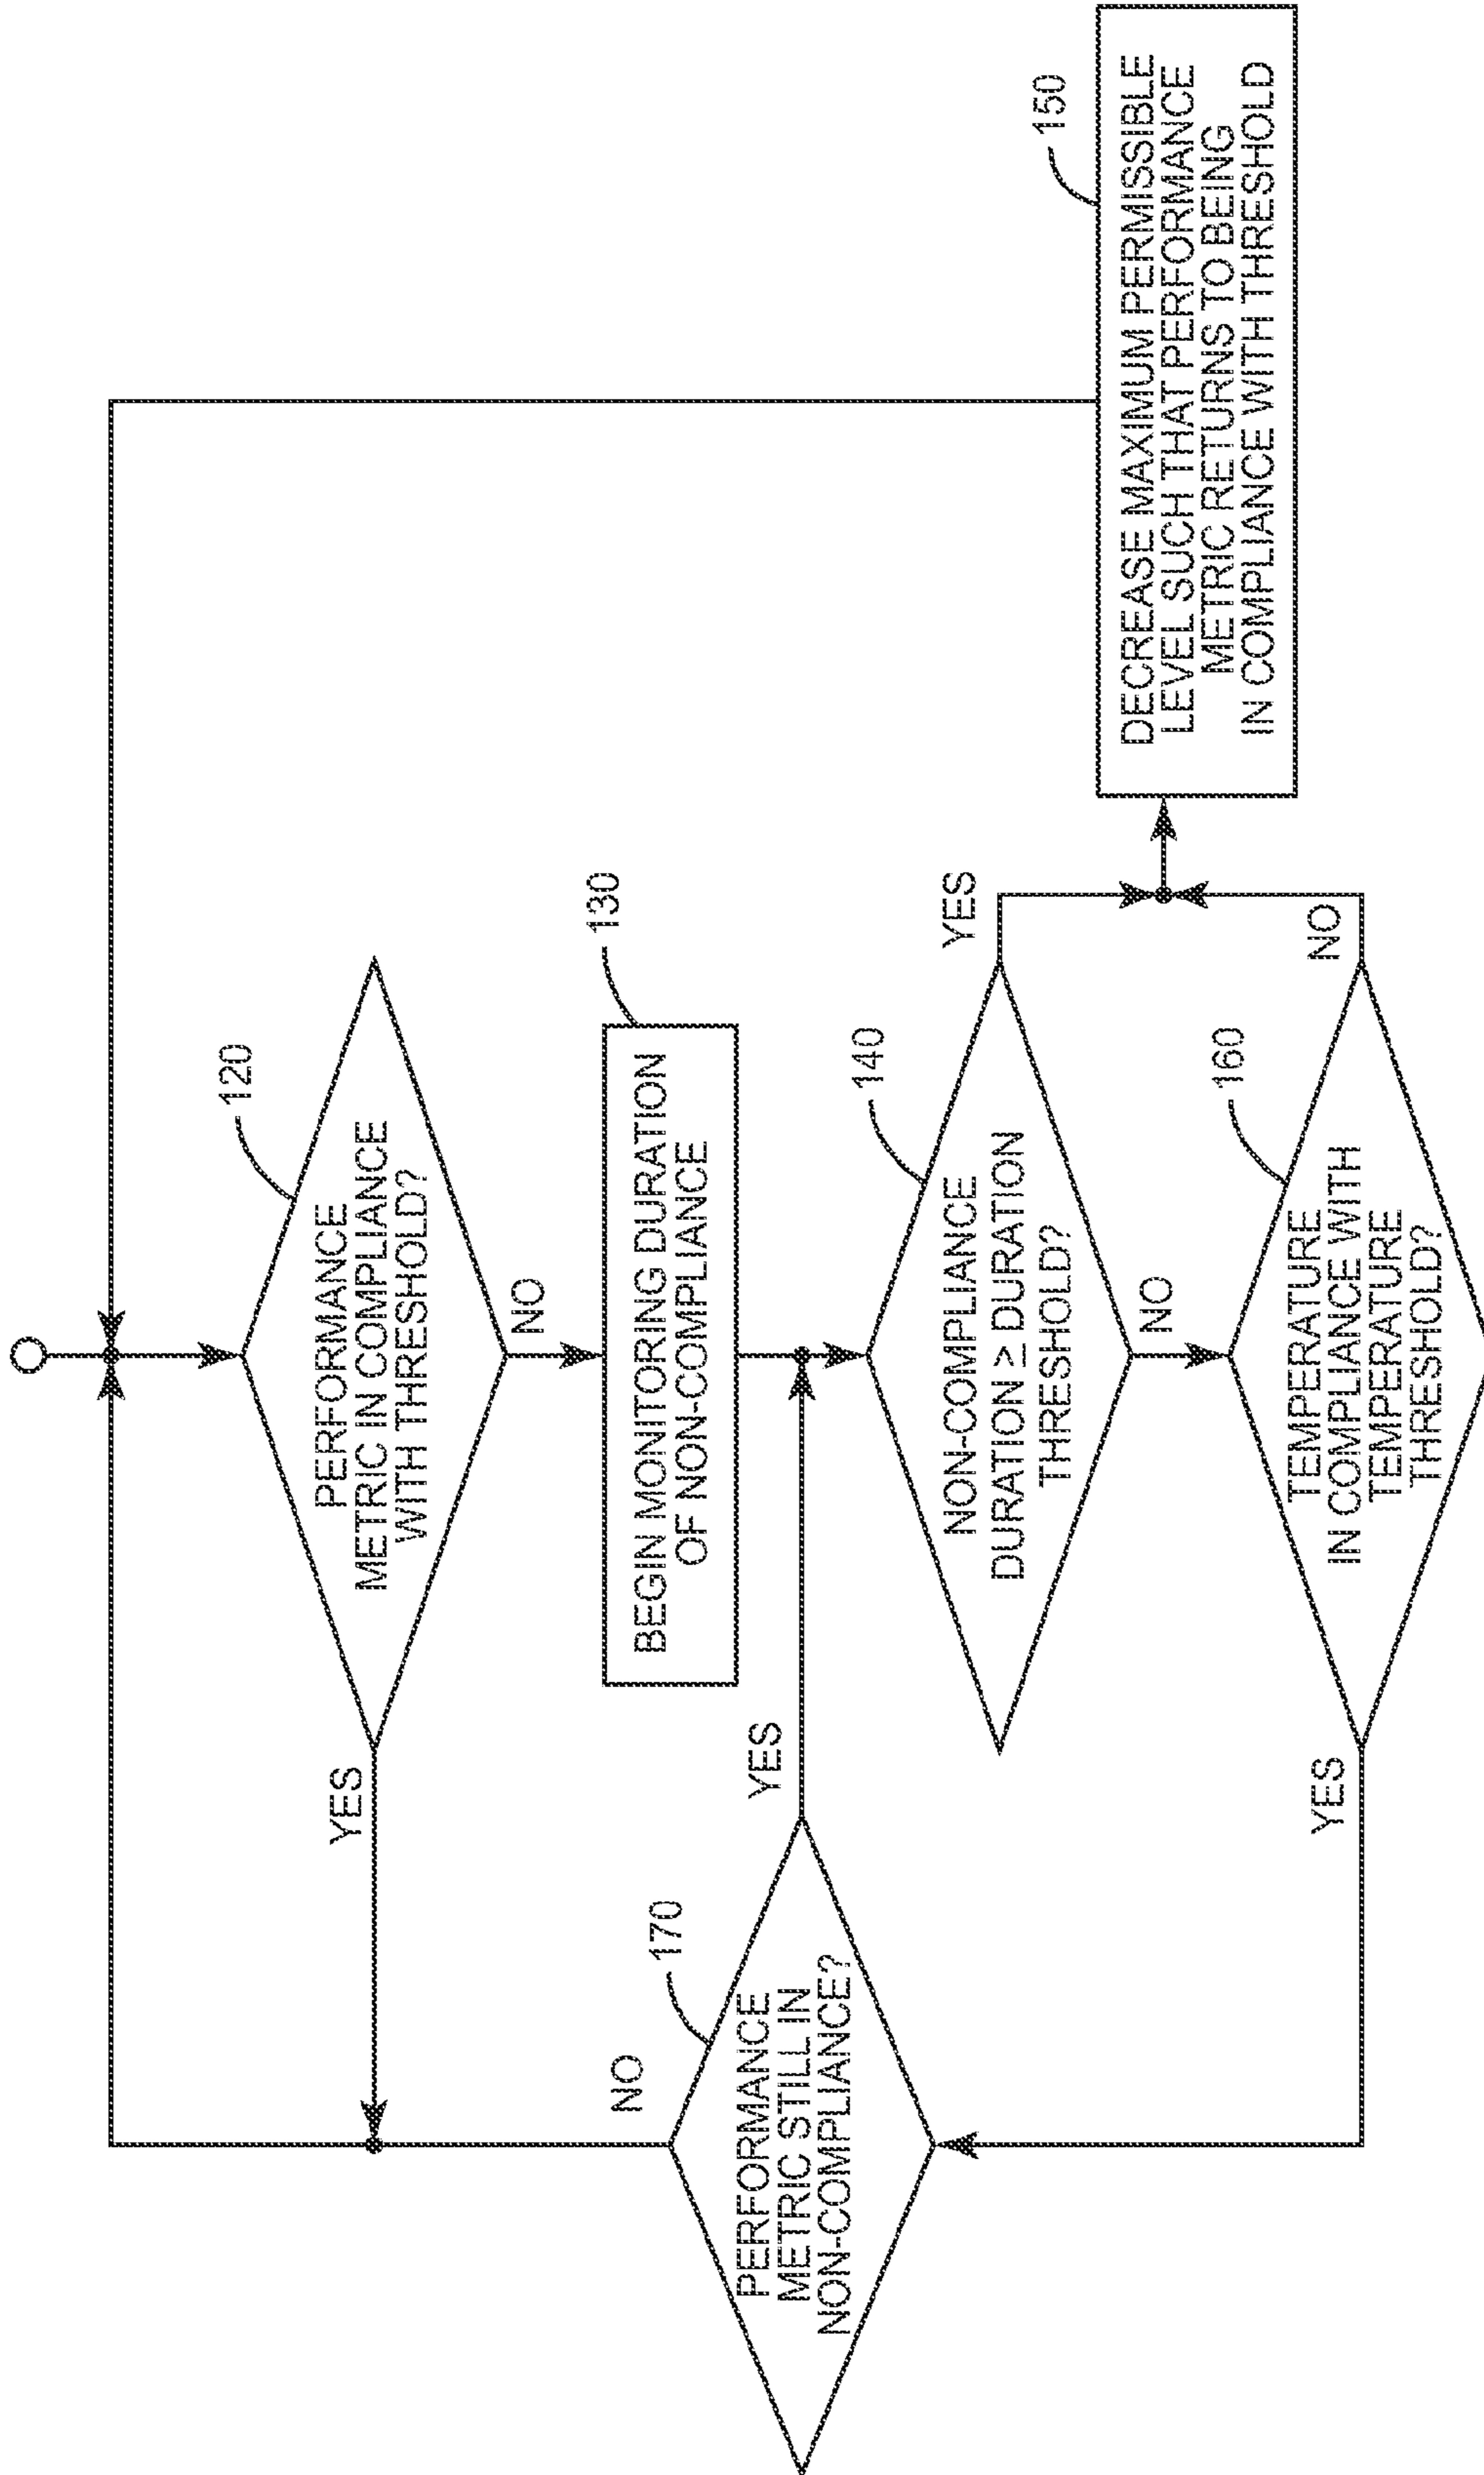 120
PERFORMANCE
METRIC IN COMPLIANCE
WITH THRESHOLD?
YES
NO
130
BEGIN MONITORING DURATION
OF NON-COMPLIANCE
170
PERFORMANCE
METRIC STILL IN
NON-COMPLIANCE?
NO
YES
140
NON-COMPLIANCE
DURATION ≥ DURATION
THRESHOLD?
YES
NO
150
DECREASE MAXIMUM PERMISSIBLE
LEVEL SUCH THAT PERFORMANCE
METRIC RETURNS TO BEING
IN COMPLIANCE WITH THRESHOLD
160
TEMPERATURE
IN COMPLIANCE WITH
TEMPERATURE
THRESHOLD?
YES
NO